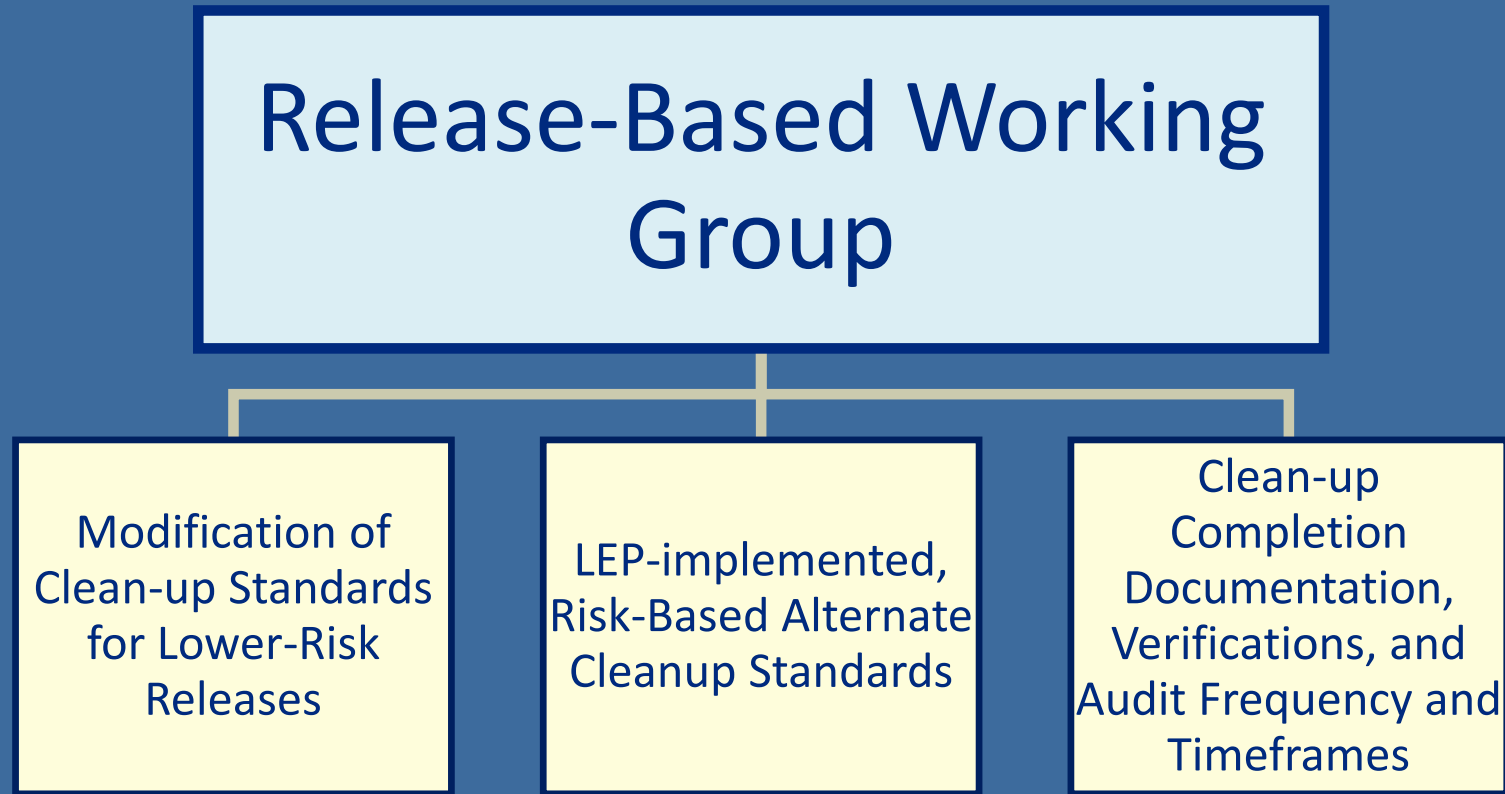 Release-Based Working
Group
Modification of
Clean-up Standards
for Lower-Risk
Releases
LEP-implemented,
Risk-Based Alternate
Cleanup Standards
Clean-up
Completion
Documentation,
Verifications, and
Audit Frequency and
Timeframes